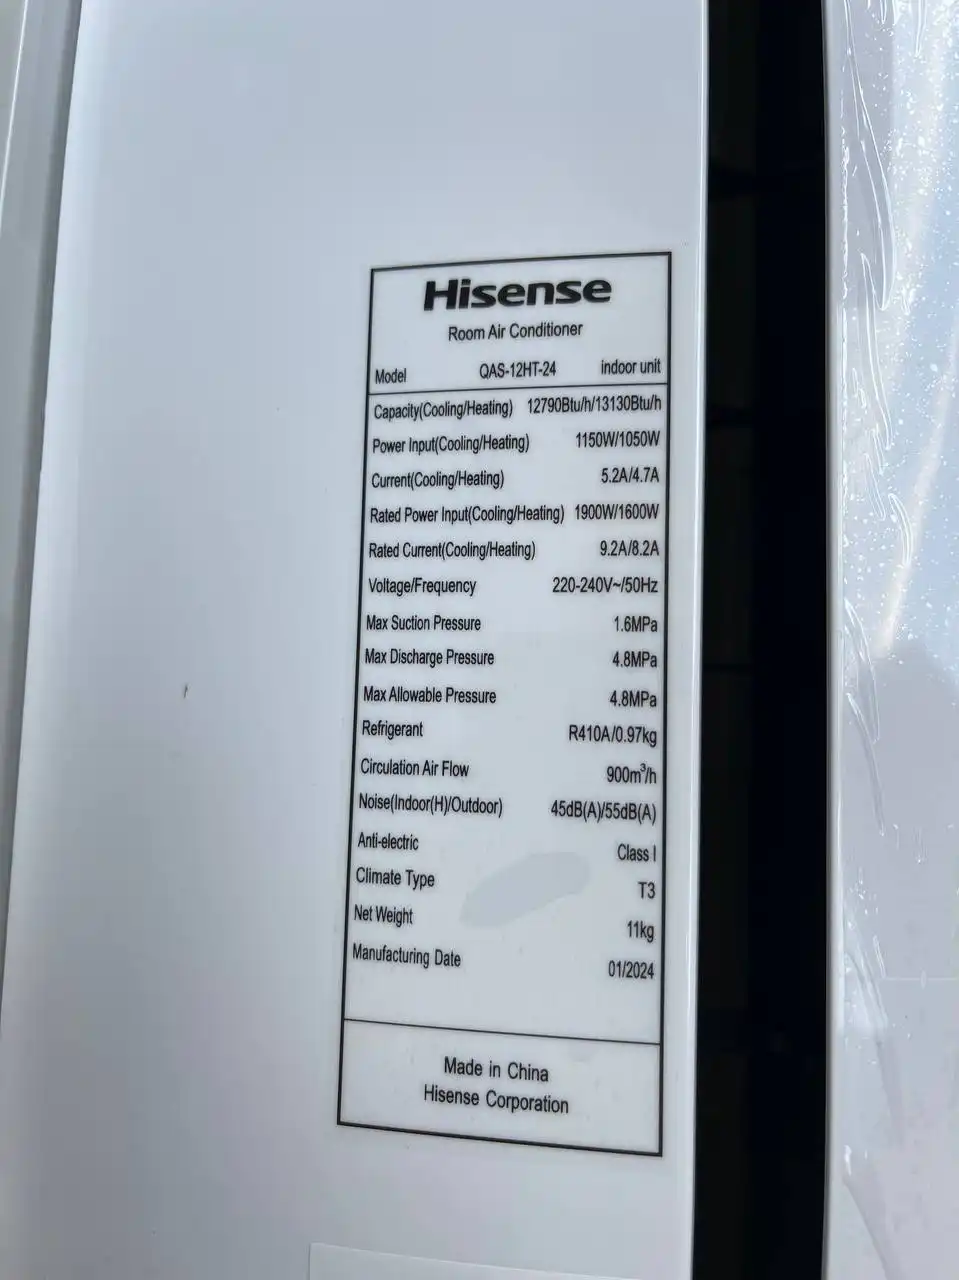 Hisense
Room Air Conditioner
Model QAS-12HT-24 indoor unit
Capacity(Cooling/Heating) 12790Btu/h/13130Btu/h
Power Input(Cooling/Heating) 1150W/1050W
Current(Cooling/Heating) 5.2A/4.7A
Rated Power Input(Cooling/Heating) 1900W/1600W
Rated Current(Cooling/Heating) 9.2A/8.2A
Voltage/Frequency 220-240V~/50Hz
Max Suction Pressure 1.6MPa
Max Discharge Pressure 4.8MPa
Max Allowable Pressure 4.8MPa
Refrigerant R410A/0.97kg
Circulation Air Flow 900m³/h
Noise(Indoor(H)/Outdoor) 45dB(A)/55dB(A)
Anti-electric Class I
Climate Type T3
Net Weight 11kg
Manufacturing Date 01/2024
Made in China
Hisense Corporation